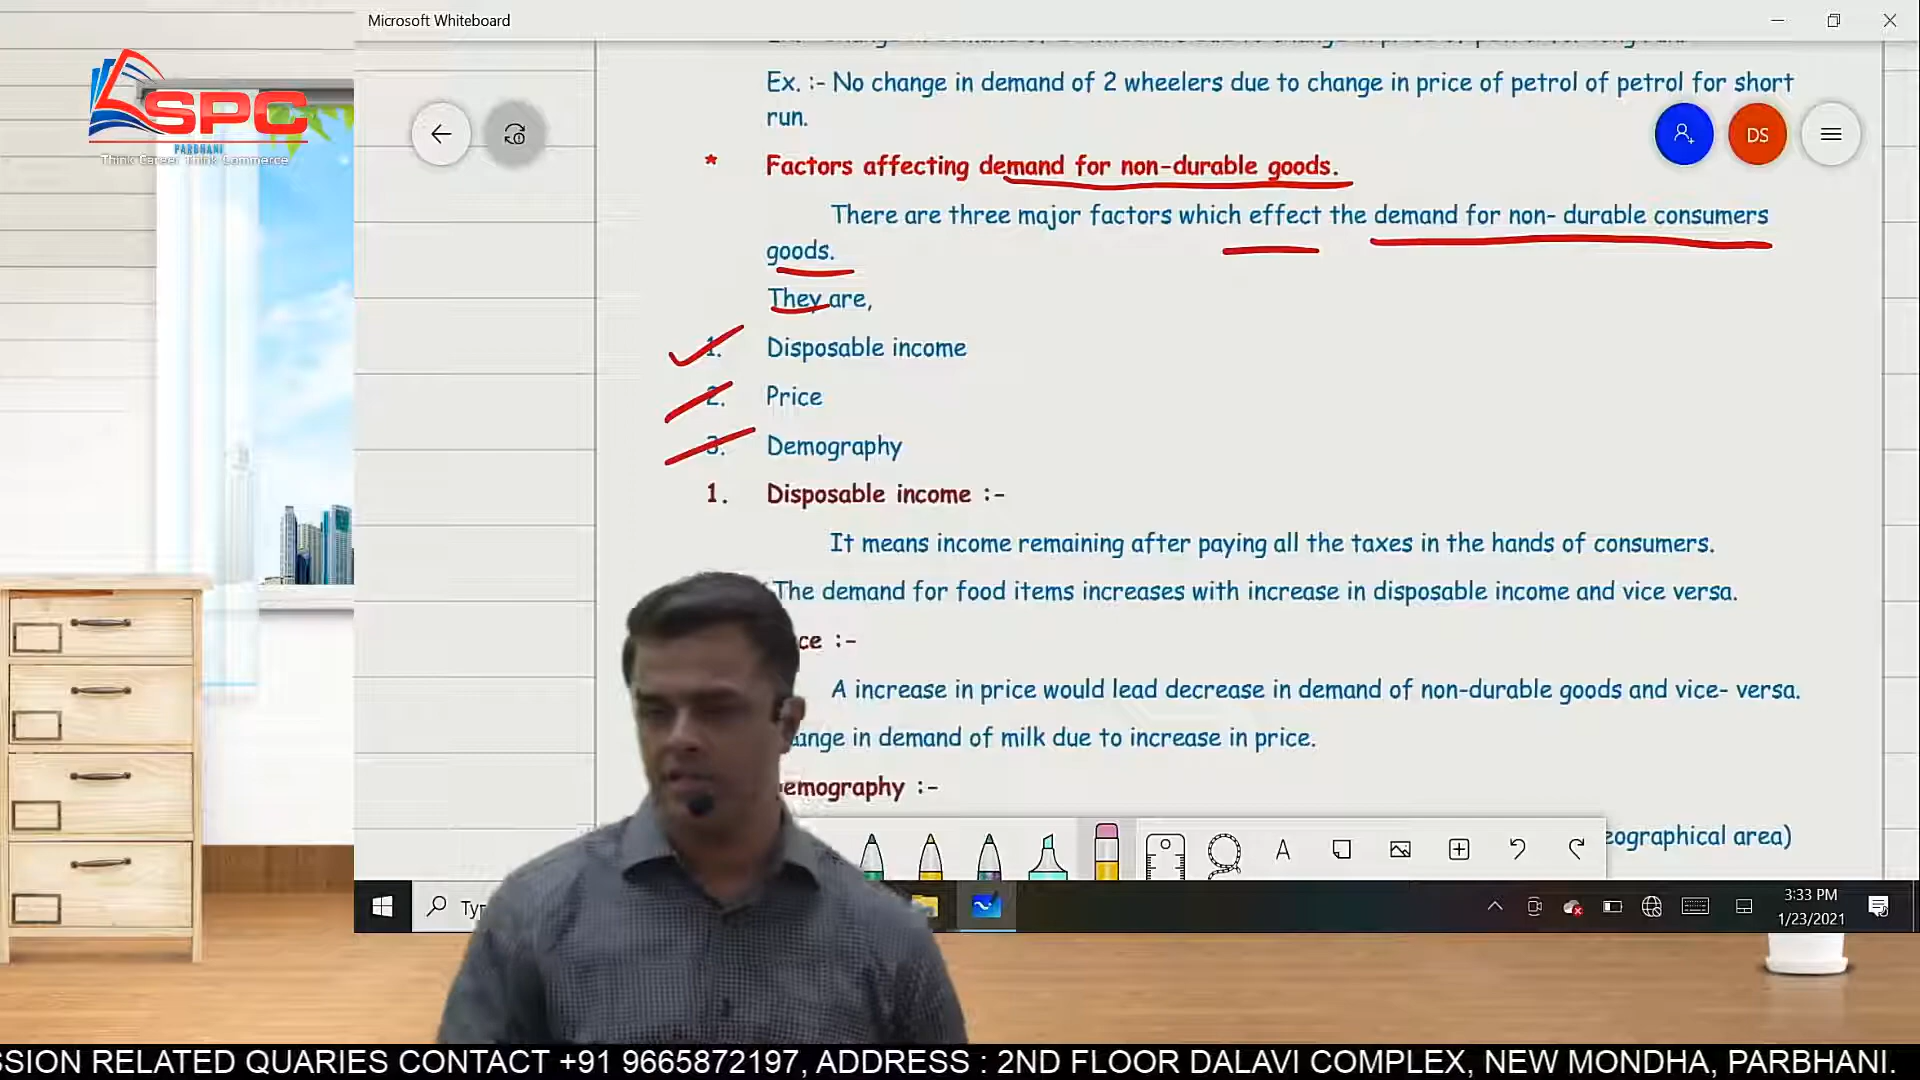 Microsoft Whiteboard
Ex. :- No change in demand of 2 wheelers due to change in price of petrol of petrol for short
run.
SPC
PARBHANI
Think Career Think Commerce
DS
* Factors affecting demand for non-durable goods.
There are three major factors which effect the demand for non- durable consumers
goods.
They are,
1. Disposable income
2. Price
3. Demography
1. Disposable income :-
It means income remaining after paying all the taxes in the hands of consumers.
The demand for food items increases with increase in disposable income and vice versa.
ce :-
A increase in price would lead decrease in demand of non-durable goods and vice- versa.
ange in demand of milk due to increase in price.
emography :-
eographical area)
Typ
3:33 PM
1/23/2021
SSION RELATED QUARIES CONTACT +91 9665872197, ADDRESS : 2ND FLOOR DALAVI COMPLEX, NEW MONDHA, PARBHANI.